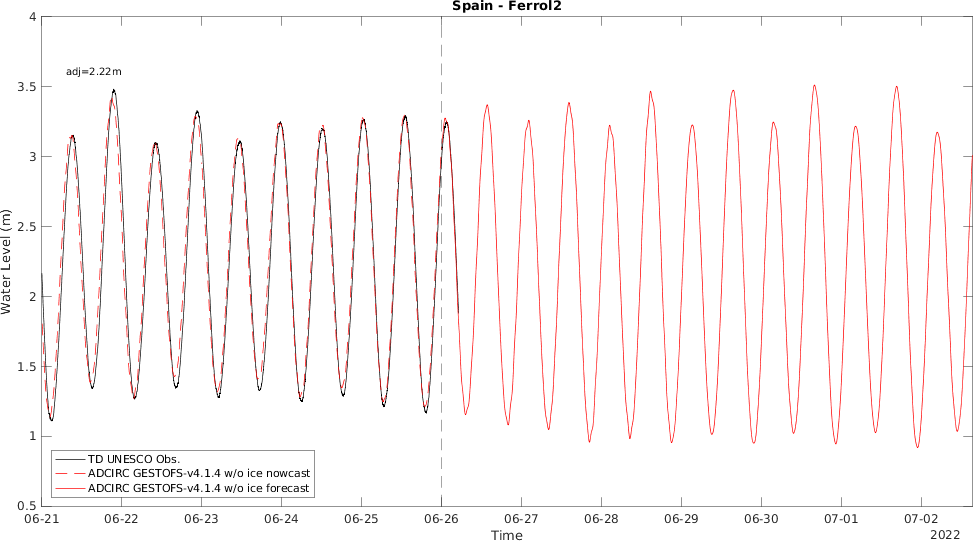 Spain - Ferrol2
4
3.5
3
2.5
2
1.5
1
0.5
Water Level (m)
adj=2.22m
TD UNESCO Obs.
ADCIRC GESTOFS-v4.1.4 w/o ice nowcast
ADCIRC GESTOFS-v4.1.4 w/o ice forecast
06-21 06-22 06-23 06-24 06-25 06-26 06-27 06-28 06-29 06-30 07-01 07-02
Time
2022